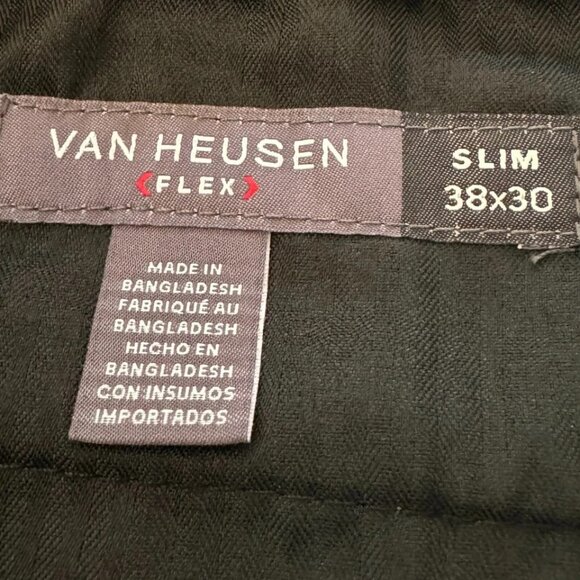 VAN HEUSEN
FLEX
SLIM
38x30
MADE IN
BANGLADESH
FABRIQUÉ AU
BANGLADESH
HECHO EN
BANGLADESH
CON INSUMOS
IMPORTADOS